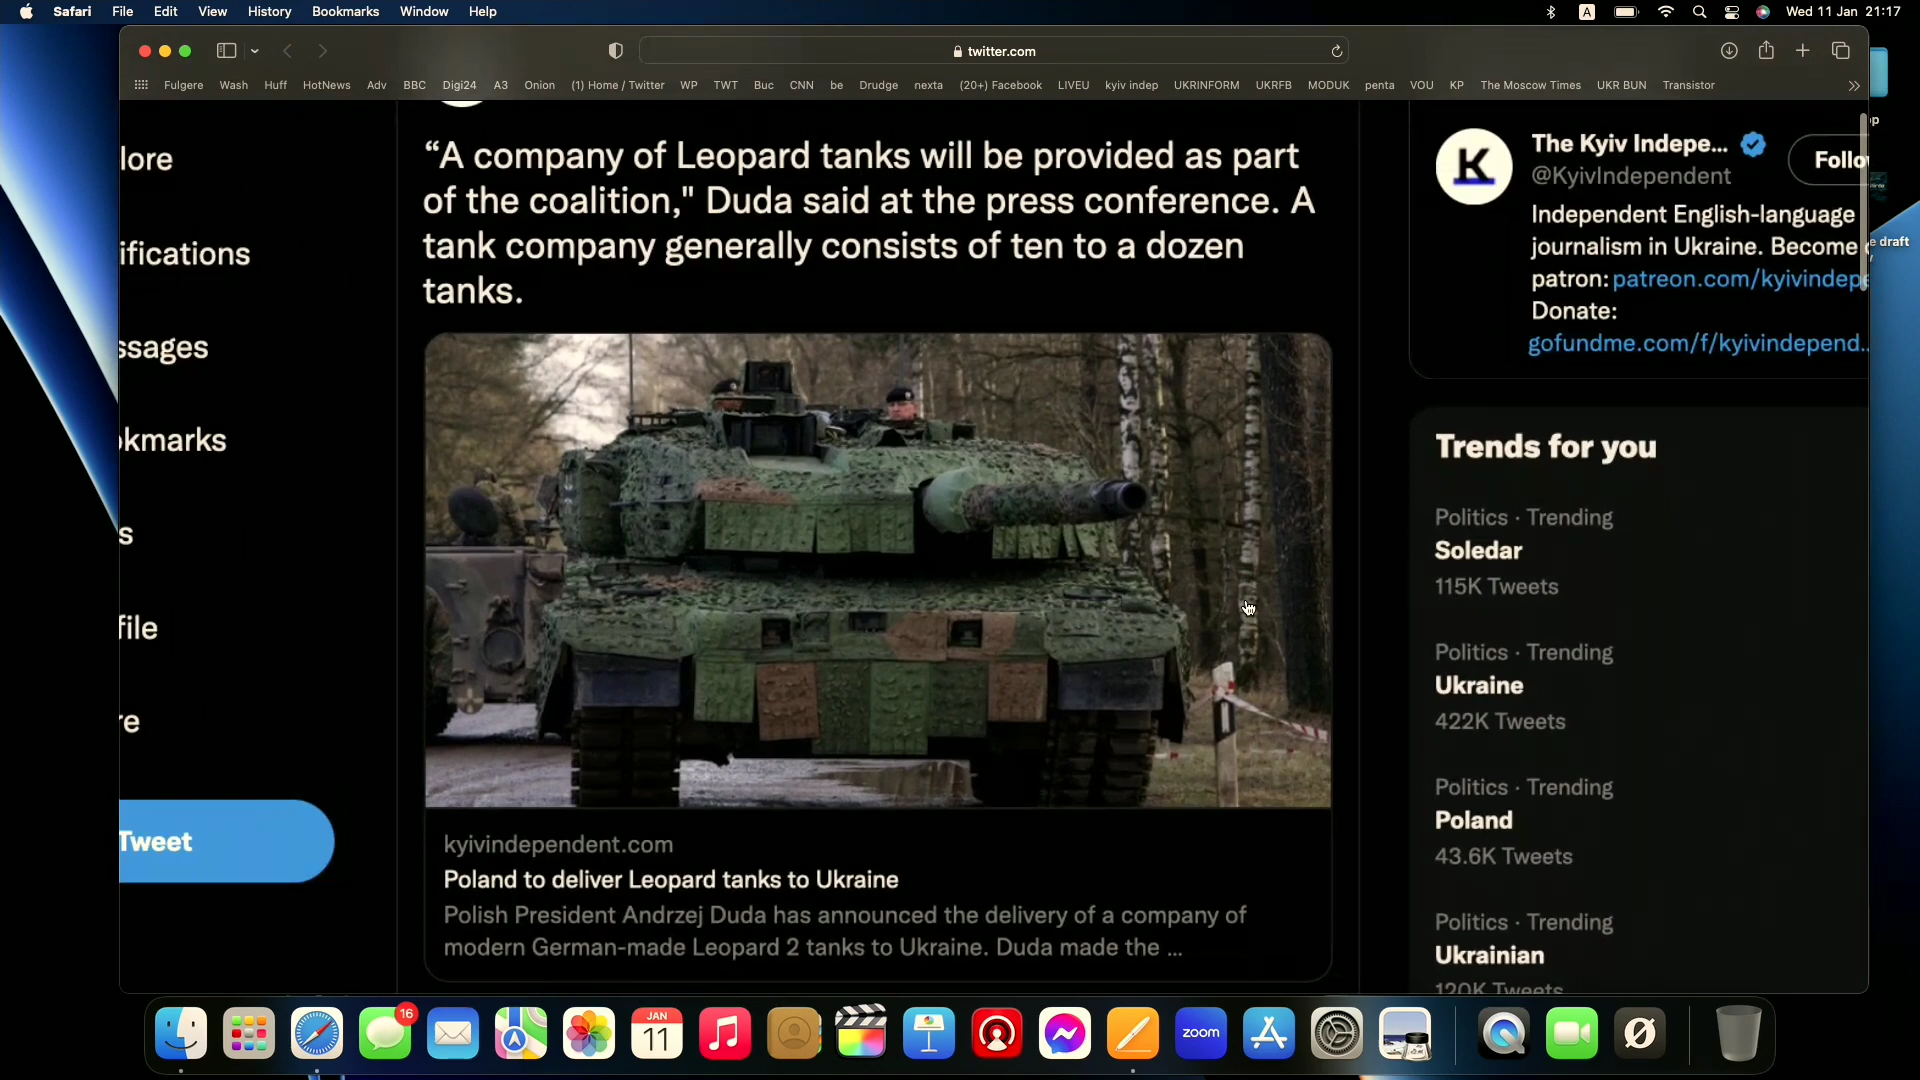 Safari File Edit View History Bookmarks Window Help
A
Wed 11 Jan 21:17
twitter.com
Fulgere Wash Huff HotNews Adv BBC Digi24 A3 Onion (1) Home / Twitter WP TWT Buc CNN be Drudge nexta (20+) Facebook LIVEU kyiv indep UKRINFORM UKRFB MODUK penta VOU KP The Moscow Times UKR BUN Transistor
lore
ifications
ssages
okmarks
s
file
re
Tweet
“A company of Leopard tanks will be provided as part
of the coalition," Duda said at the press conference. A
tank company generally consists of ten to a dozen
tanks.
kyivindependent.com
Poland to deliver Leopard tanks to Ukraine
Polish President Andrzej Duda has announced the delivery of a company of
modern German-made Leopard 2 tanks to Ukraine. Duda made the ...
K
The Kyiv Indepe...
@KyivIndependent
Follo
Independent English-language
journalism in Ukraine. Become
patron: patreon.com/kyivindepe
Donate:
gofundme.com/f/kyivindepend..
Trends for you
Politics · Trending
Soledar
115K Tweets
Politics · Trending
Ukraine
422K Tweets
Politics · Trending
Poland
43.6K Tweets
Politics · Trending
Ukrainian
120K Tweets
p
e draft
16
JAN
11
zoom